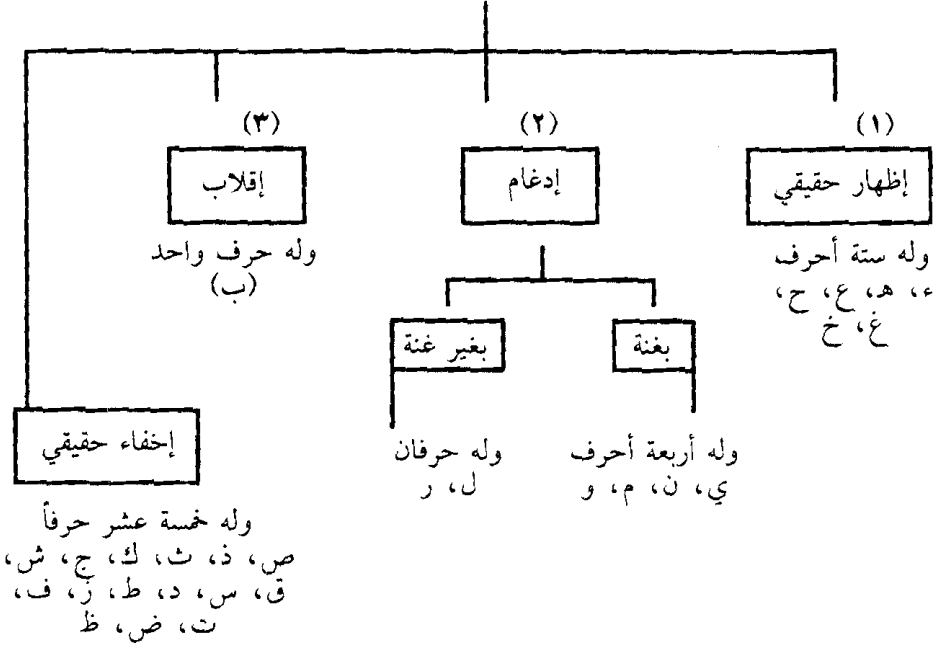 (١)
إظهار حقيقي
وله ستة أحرف
ء، هـ، ع، ح،
غ، خ
(٢)
إدغام
بغنة
وله أربعة أحرف
ي، ن، م، و
بغير غنة
وله حرفان
ل، ر
(٣)
إقلاب
وله حرف واحد
(ب)
إخفاء حقيقي
وله خمسة عشر حرفاً
ص، ذ، ث، ك، ج، ش،
ق، س، د، ط، ز، ف،
ت، ض، ظ